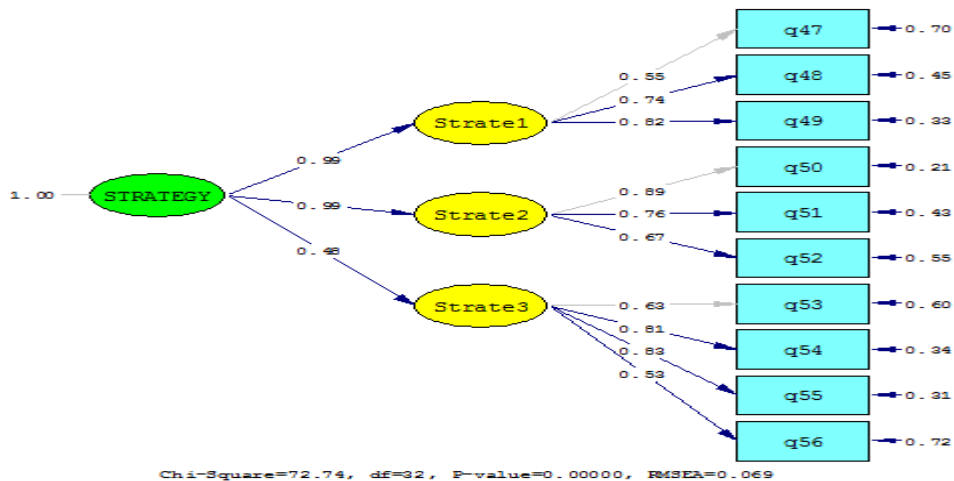 q47
0.70
0.55
q48
0.45
0.74
Strate1
0.82
q49
0.33
0.99
q50
0.21
0.89
1.00
STRATEGY
0.99
Strate2
0.76
q51
0.43
0.67
q52
0.55
0.48
Strate3
0.63
q53
0.60
0.81
q54
0.34
0.83
q55
0.31
0.53
q56
0.72
Chi-Square=72.74, df=32, P-value=0.00000, RMSEA=0.069